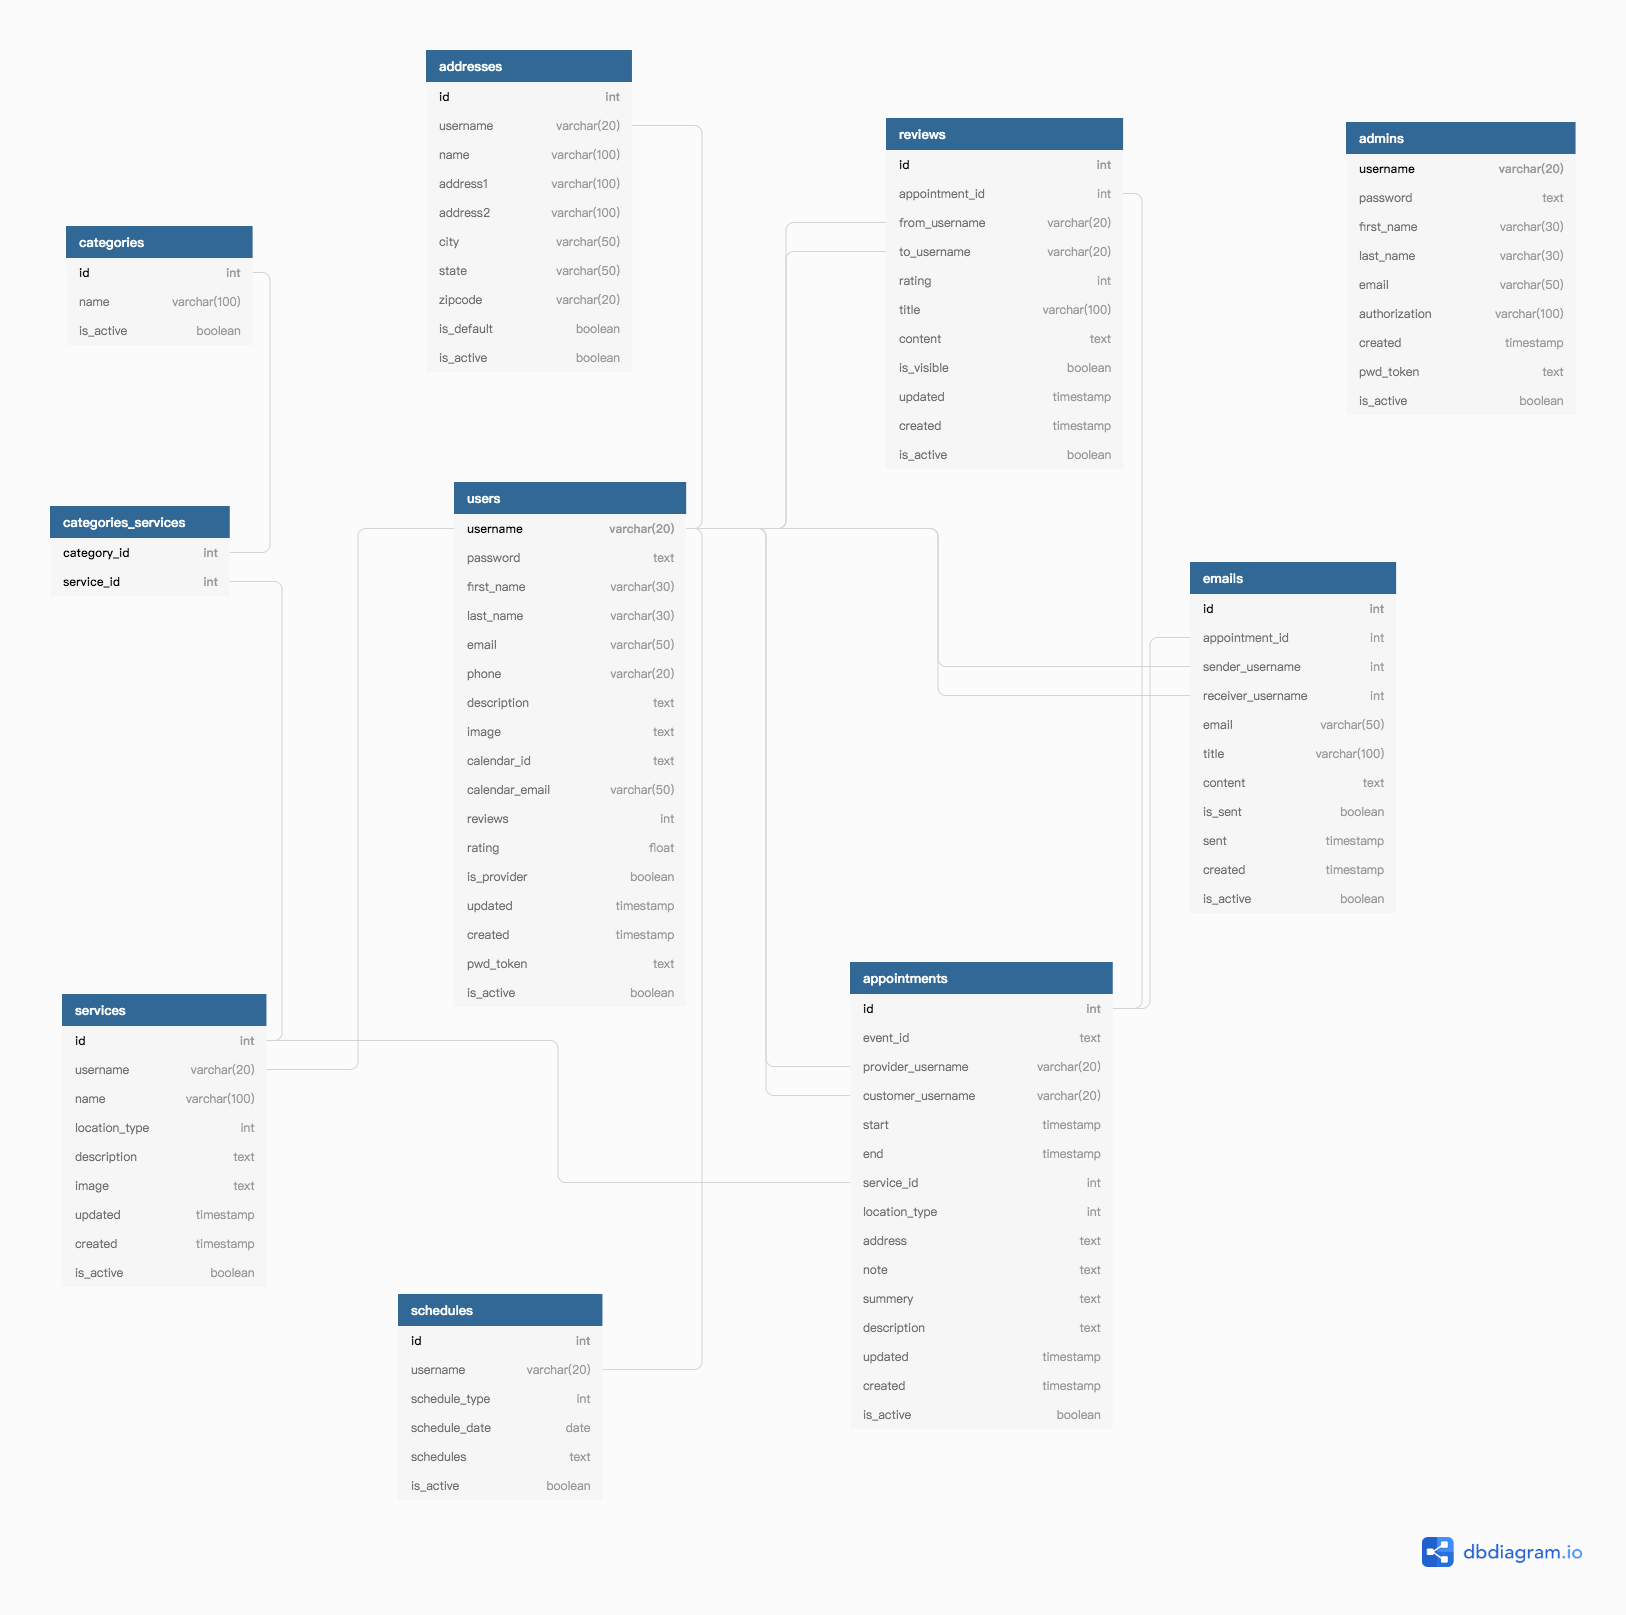 addresses
id int
username varchar(20)
name varchar(100)
address1 varchar(100)
address2 varchar(100)
city varchar(50)
state varchar(50)
zipcode varchar(20)
is_default boolean
is_active boolean
reviews
id int
appointment_id int
from_username varchar(20)
to_username varchar(20)
rating int
title varchar(100)
content text
is_visible boolean
updated timestamp
created timestamp
is_active boolean
admins
username varchar(20)
password text
first_name varchar(30)
last_name varchar(30)
email varchar(50)
authorization varchar(100)
created timestamp
pwd_token text
is_active boolean
categories
id int
name varchar(100)
is_active boolean
categories_services
category_id int
service_id int
users
username varchar(20)
password text
first_name varchar(30)
last_name varchar(30)
email varchar(50)
phone varchar(20)
description text
image text
calendar_id text
calendar_email varchar(50)
reviews int
rating float
is_provider boolean
updated timestamp
created timestamp
pwd_token text
is_active boolean
emails
id int
appointment_id int
sender_username int
receiver_username int
email varchar(50)
title varchar(100)
content text
is_sent boolean
sent timestamp
created timestamp
is_active boolean
services
id int
username varchar(20)
name varchar(100)
location_type int
description text
image text
updated timestamp
created timestamp
is_active boolean
appointments
id int
event_id text
provider_username varchar(20)
customer_username varchar(20)
start timestamp
end timestamp
service_id int
location_type int
address text
note text
summery text
description text
updated timestamp
created timestamp
is_active boolean
schedules
id int
username varchar(20)
schedule_type int
schedule_date date
schedules text
is_active boolean
dbdiagram.io